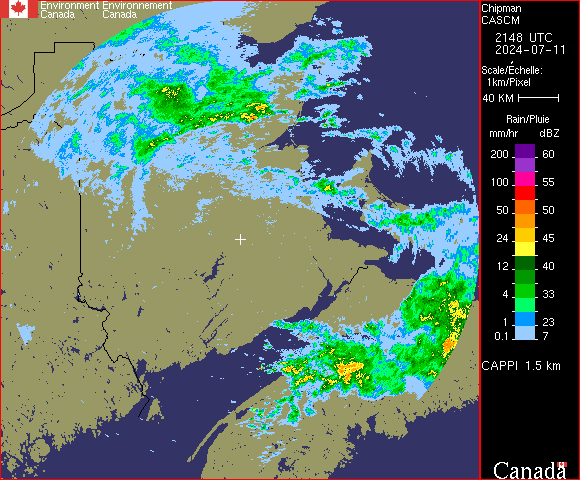 Environment Environnement
Canada Canada
Chipman
CASCM
2148 UTC
2024-07-11
Scale/Échelle:
1km/Pixel
40 KM
Rain/Pluie
mm/hr dBZ
200 60
100 55
50 50
24 45
12 40
4 33
1 23
0.1 7
CAPPI 1.5 km
Canada